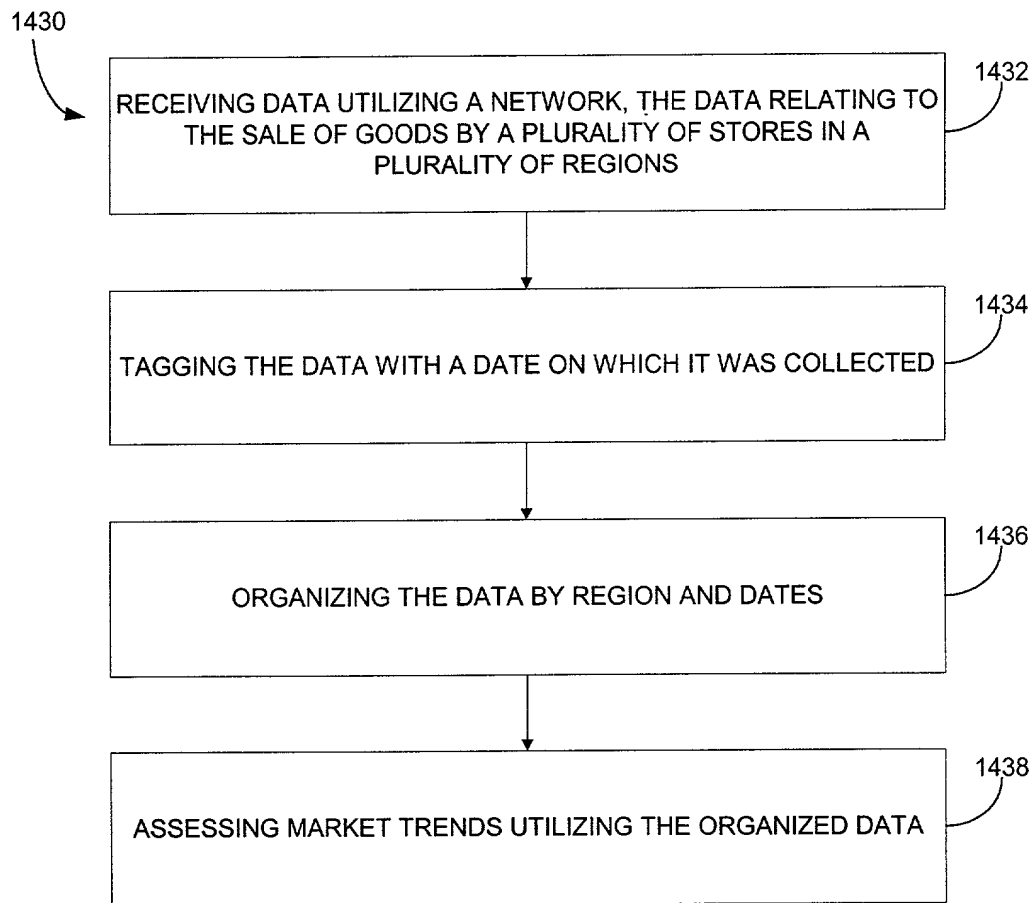 1430
1432
RECEIVING DATA UTILIZING A NETWORK, THE DATA RELATING TO
THE SALE OF GOODS BY A PLURALITY OF STORES IN A
PLURALITY OF REGIONS
1434
TAGGING THE DATA WITH A DATE ON WHICH IT WAS COLLECTED
1436
ORGANIZING THE DATA BY REGION AND DATES
1438
ASSESSING MARKET TRENDS UTILIZING THE ORGANIZED DATA